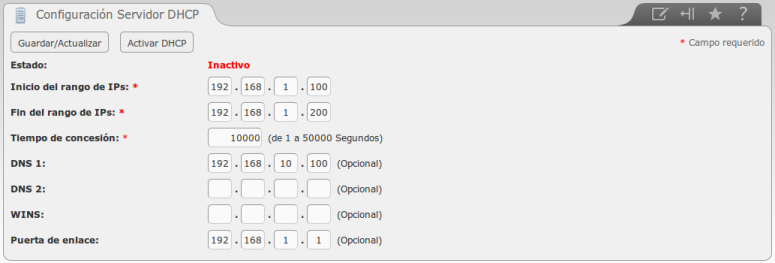 Configuración Servidor DHCP ?
Guardar/Actualizar Activar DHCP * Campo requerido
Estado: Inactivo
Inicio del rango de IPs: * 192 . 168 . 1 . 100
Fin del rango de IPs: * 192 . 168 . 1 . 200
Tiempo de concesión: * 10000 (de 1 a 50000 Segundos)
DNS 1: 192 . 168 . 10 . 100 (Opcional)
DNS 2: . . . (Opcional)
WINS: . . . (Opcional)
Puerta de enlace: 192 . 168 . 1 . 1 (Opcional)